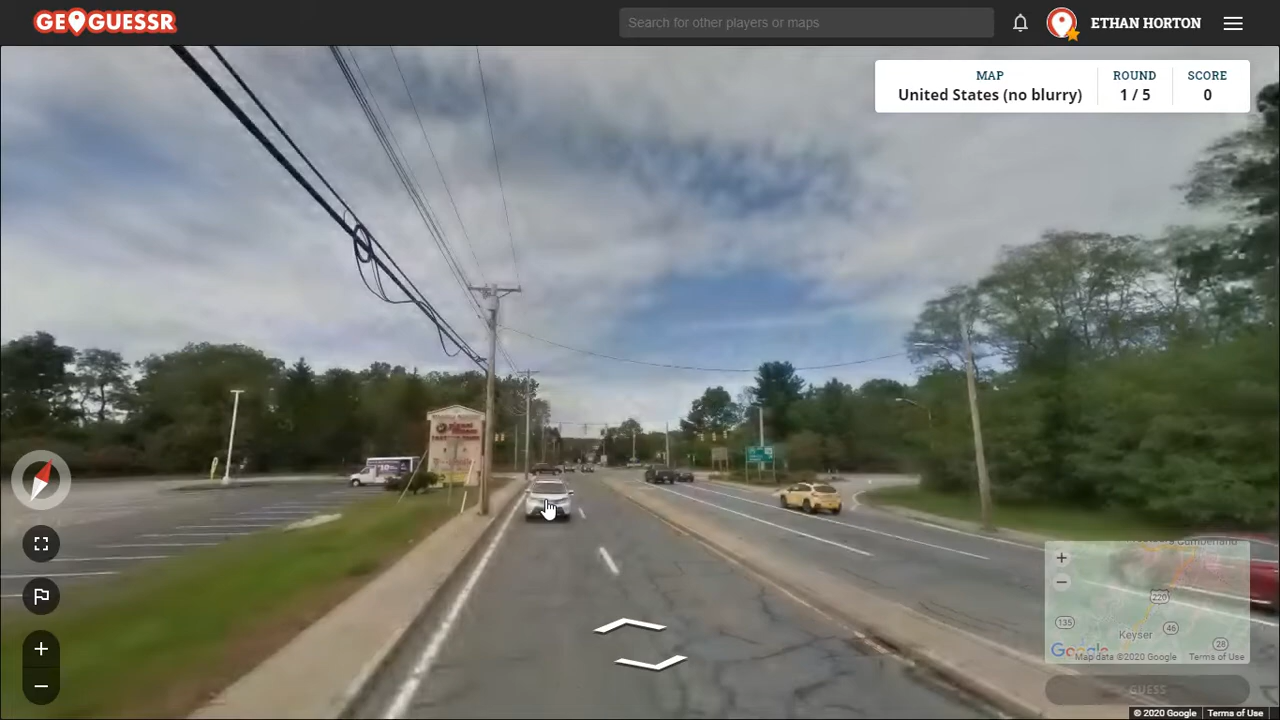 GEOGUESSR
Search for other players or maps
ETHAN HORTON
MAP
United States (no blurry)
ROUND
1 / 5
SCORE
0
220
135
46
Keyser
28
Google
Map data ©2020 Google
Terms of Use
GUESS
© 2020 Google
Terms of Use